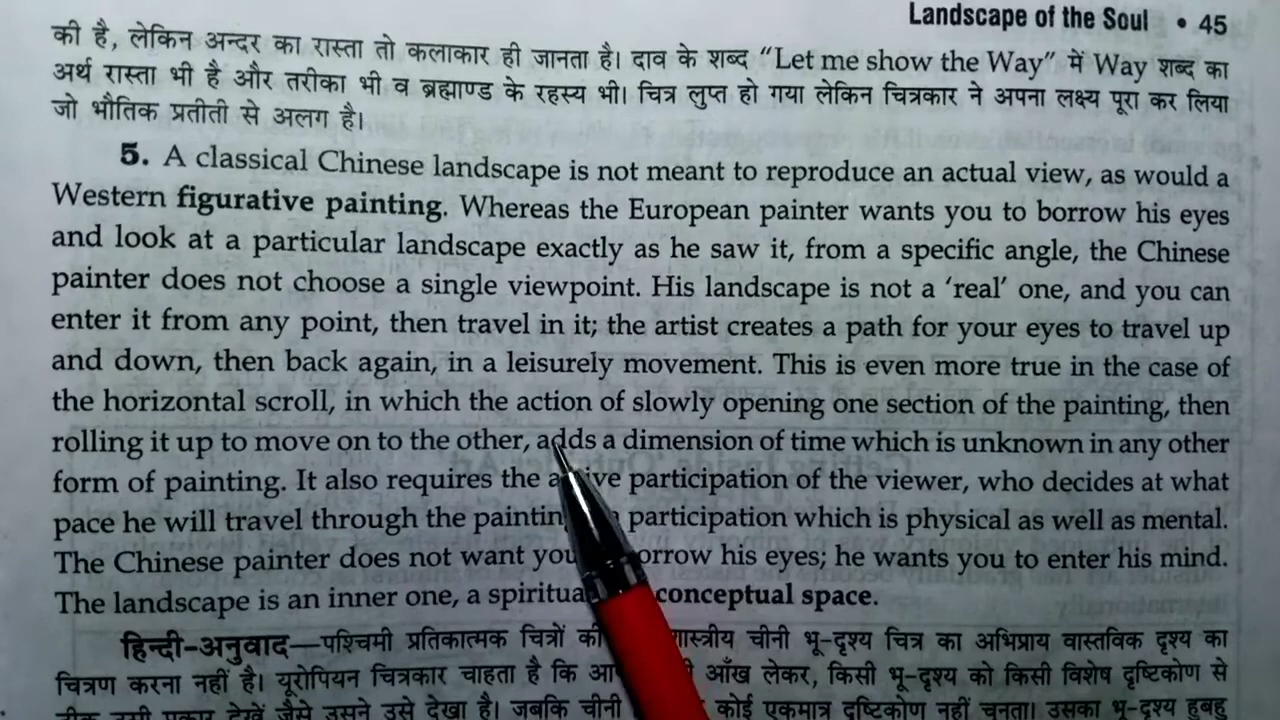 Landscape of the Soul • 45
की है, लेकिन अन्दर का रास्ता तो कलाकार ही जानता है। दाव के शब्द “Let me show the Way” में Way शब्द का
अर्थ रास्ता भी है और तरीका भी व ब्रह्माण्ड के रहस्य भी। चित्र लुप्त हो गया लेकिन चित्रकार ने अपना लक्ष्य पूरा कर लिया
जो भौतिक प्रतीती से अलग है।
5. A classical Chinese landscape is not meant to reproduce an actual view, as would a
Western figurative painting. Whereas the European painter wants you to borrow his eyes
and look at a particular landscape exactly as he saw it, from a specific angle, the Chinese
painter does not choose a single viewpoint. His landscape is not a ‘real’ one, and you can
enter it from any point, then travel in it; the artist creates a path for your eyes to travel up
and down, then back again, in a leisurely movement. This is even more true in the case of
the horizontal scroll, in which the action of slowly opening one section of the painting, then
rolling it up to move on to the other, adds a dimension of time which is unknown in any other
form of painting. It also requires the participation of the viewer, who decides at what
pace he will travel through the participation which is physical as well as mental.
The Chinese painter does not want you his eyes; he wants you to enter his mind.
The landscape is an inner one, a conceptual space.
हिन्दी-अनुवाद—पश्चिमी प्रतिकात्मक चित्रों की चीनी भू-दृश्य चित्र का अभिप्राय वास्तविक दृश्य का
चित्रण करना नहीं है। यूरोपियन चित्रकार चाहता है कि आँख लेकर, किसी भू-दृश्य को किसी विशेष दृष्टिकोण से
देखें जैसे उसने उसे देखा है। जबकि चीनी कोई एकमात्र दृष्टिकोण नहीं चुनता। उसका भू-दृश्य हूबहू